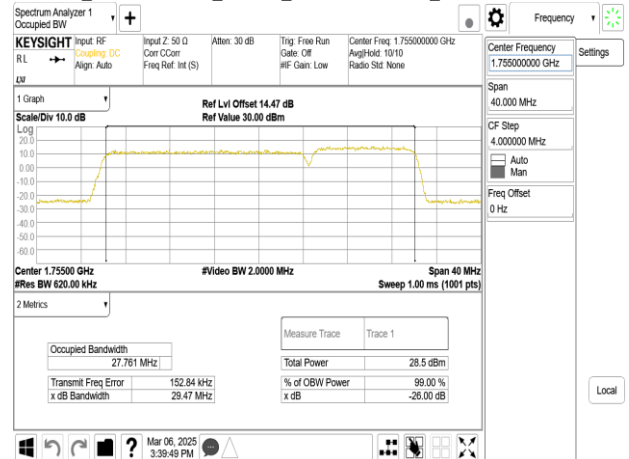 Spectrum Analyzer 1
Occupied BW
Frequency
KEYSIGHT
Input: RF
Input Z: 50 Ω
Atten: 30 dB
Trig: Free Run
Center Freq: 1.755000000 GHz
RL
Coupling: DC
Corr CCorr
Gate: Off
Avg|Hold: 10/10
Align: Auto
Freq Ref: Int (S)
#IF Gain: Low
Radio Std: None
LXI
Center Frequency
1.755000000 GHz
Settings
Span
40.000 MHz
CF Step
4.000000 MHz
Auto
Man
Freq Offset
0 Hz
1 Graph
Ref Lvl Offset 14.47 dB
Scale/Div 10.0 dB
Ref Value 30.00 dBm
Log
20.0
10.0
0.00
-10.0
-20.0
-30.0
-40.0
-50.0
-60.0
Center 1.75500 GHz
#Video BW 2.0000 MHz
Span 40 MHz
#Res BW 620.00 kHz
Sweep 1.00 ms (1001 pts)
2 Metrics
Measure Trace
Trace 1
Occupied Bandwidth
27.761 MHz
Total Power
28.5 dBm
Transmit Freq Error
152.84 kHz
% of OBW Power
99.00 %
x dB Bandwidth
29.47 MHz
x dB
-26.00 dB
Local
?
Mar 06, 2025
3:39:49 PM